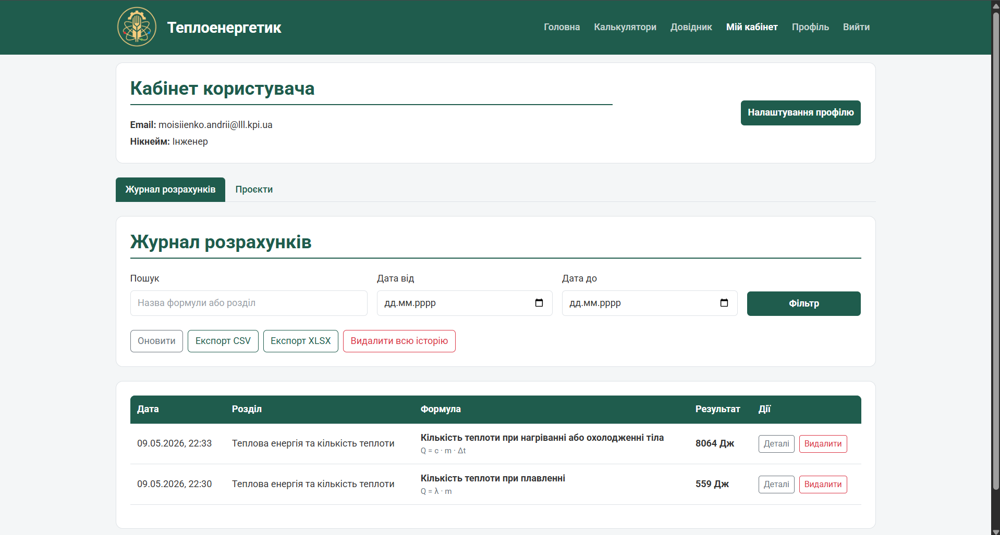 Теплоенергетик
Головна Калькулятори Довідник Мій кабінет Профіль Вийти
Кабінет користувача
Налаштування профілю
Email: moisiienko.andrii@lll.kpi.ua
Нікнейм: Інженер
Журнал розрахунків Проєкти
Журнал розрахунків
Пошук Дата від Дата до
Назва формули або розділ дд.мм.рррр дд.мм.рррр Фільтр
Оновити Експорт CSV Експорт XLSX Видалити всю історію
Дата Розділ Формула Результат Дії
09.05.2026, 22:33 Теплова енергія та кількість теплоти Кількість теплоти при нагріванні або охолодженні тіла 8064 Дж Деталі Видалити
Q = c · m · Δt
09.05.2026, 22:30 Теплова енергія та кількість теплоти Кількість теплоти при плавленні 559 Дж Деталі Видалити
Q = λ · m